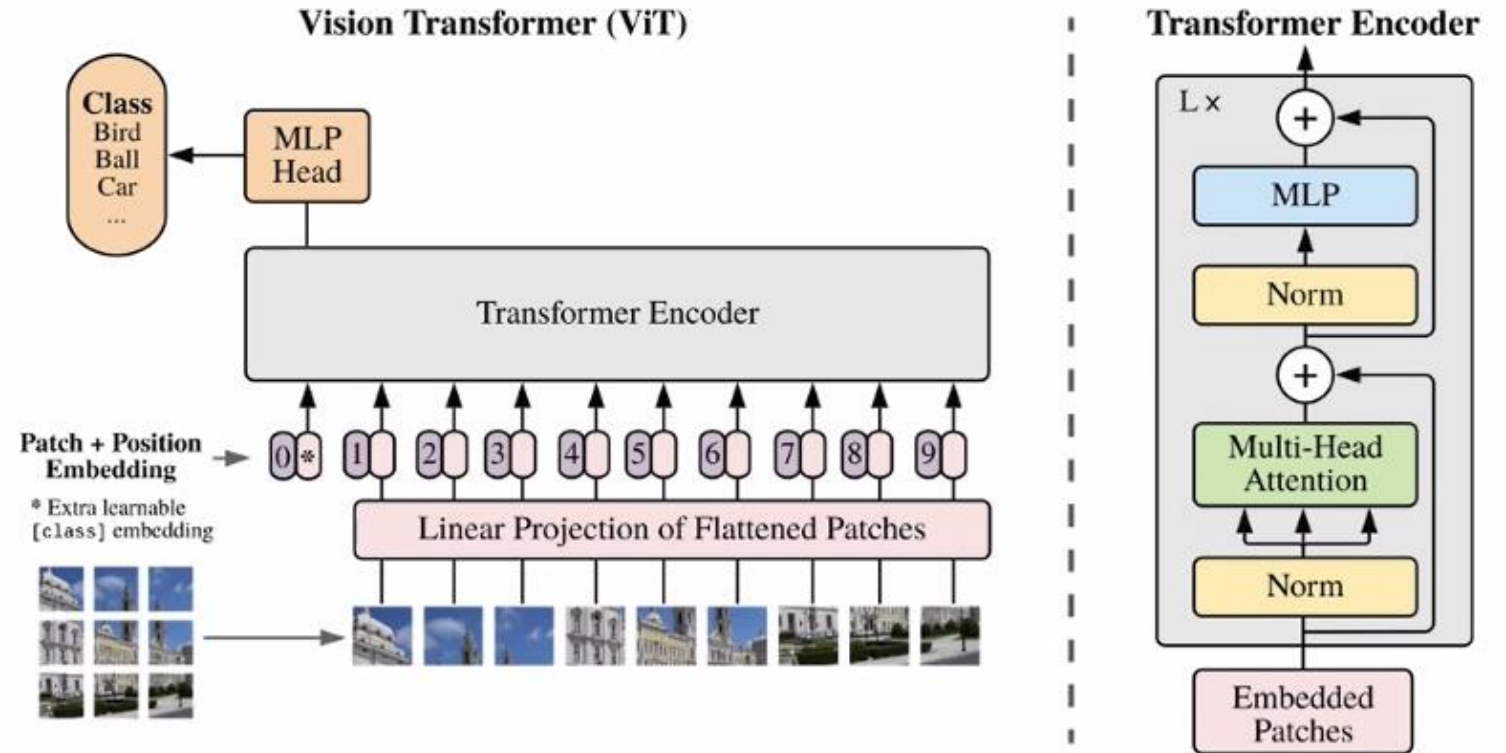 Vision Transformer (ViT)
Class
Bird
Ball
Car
...
MLP
Head
Transformer Encoder
Patch + Position
Embedding
* Extra learnable
[class] embedding
0 * 1 2 3 4 5 6 7 8 9
Linear Projection of Flattened Patches
Transformer Encoder
L ×
+
MLP
Norm
+
Multi-Head
Attention
Norm
Embedded
Patches